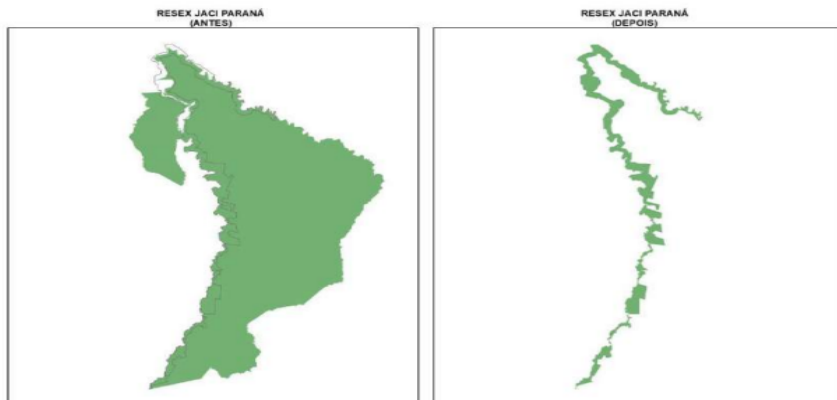 RESEX JACI PARANÁ
(ANTES)
RESEX JACI PARANÁ
(DEPOIS)